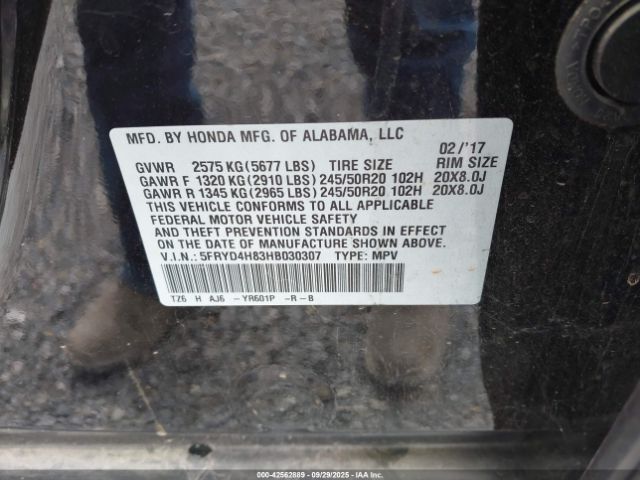 MFD. BY HONDA MFG. OF ALABAMA, LLC 02/'17
GVWR 2575 KG(5677 LBS) TIRE SIZE RIM SIZE
GAWR F 1320 KG(2910 LBS) 245/50R20 102H 20X8.0J
GAWR R 1345 KG(2965 LBS) 245/50R20 102H 20X8.0J
THIS VEHICLE CONFORMS TO ALL APPLICABLE
FEDERAL MOTOR VEHICLE SAFETY
AND THEFT PREVENTION STANDARDS IN EFFECT
ON THE DATE OF MANUFACTURE SHOWN ABOVE.
V.I.N.: 5FRYD4H83HB030307 TYPE: MPV
TZ6 H AJ6 -YR601P -R-B
000-42562889 | 09/29/2025 | IAAI.COM